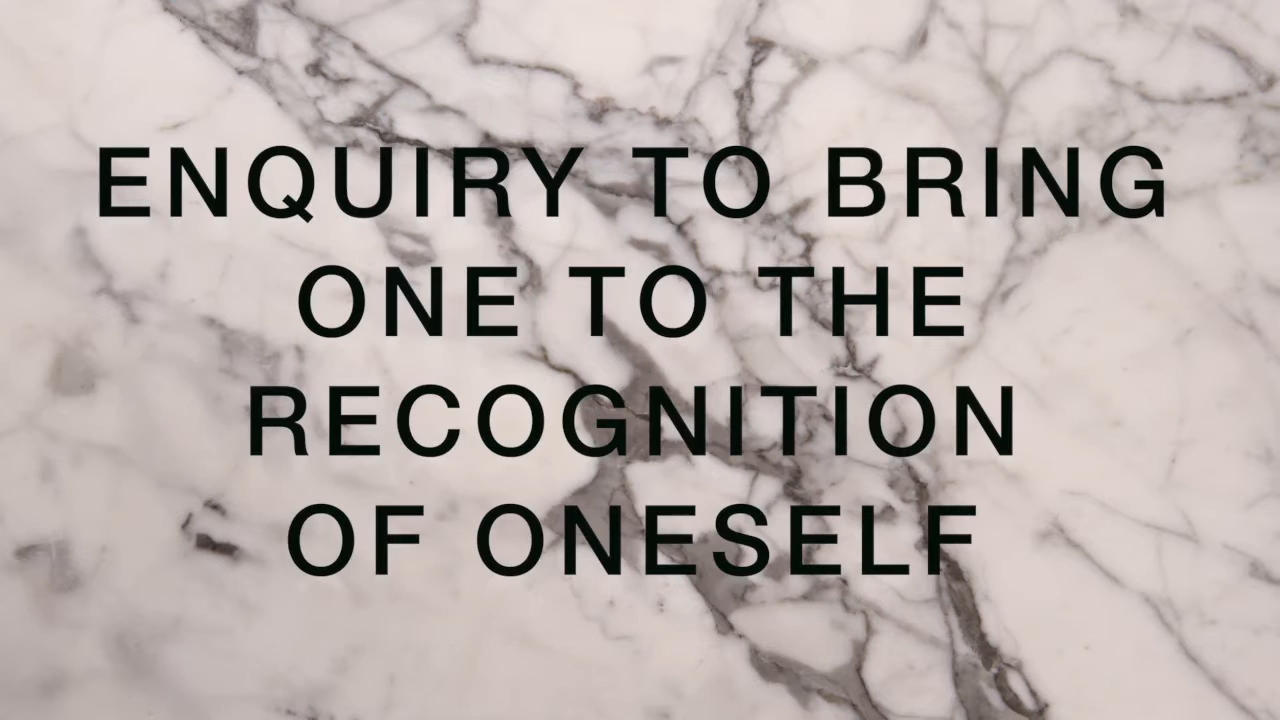 ENQUIRY TO BRING
ONE TO THE
RECOGNITION
OF ONESELF